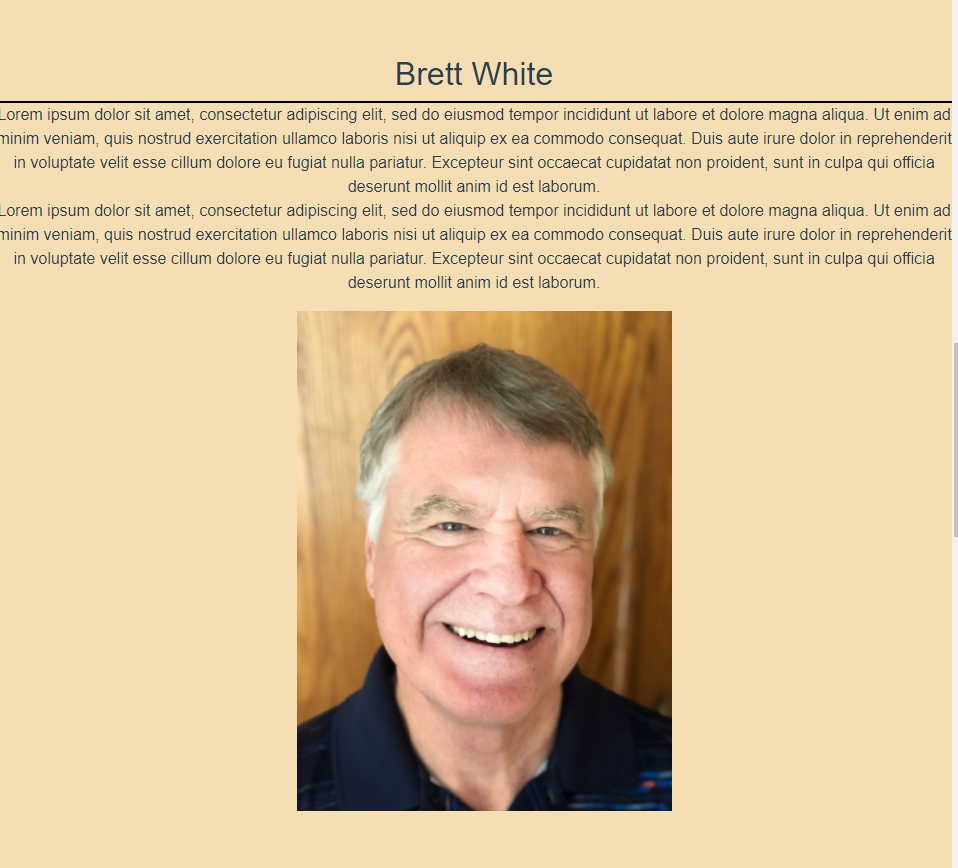 Brett White
Lorem ipsum dolor sit amet, consectetur adipiscing elit, sed do eiusmod tempor incididunt ut labore et dolore magna aliqua. Ut enim ad
minim veniam, quis nostrud exercitation ullamco laboris nisi ut aliquip ex ea commodo consequat. Duis aute irure dolor in reprehenderit
in voluptate velit esse cillum dolore eu fugiat nulla pariatur. Excepteur sint occaecat cupidatat non proident, sunt in culpa qui officia
deserunt mollit anim id est laborum.
Lorem ipsum dolor sit amet, consectetur adipiscing elit, sed do eiusmod tempor incididunt ut labore et dolore magna aliqua. Ut enim ad
minim veniam, quis nostrud exercitation ullamco laboris nisi ut aliquip ex ea commodo consequat. Duis aute irure dolor in reprehenderit
in voluptate velit esse cillum dolore eu fugiat nulla pariatur. Excepteur sint occaecat cupidatat non proident, sunt in culpa qui officia
deserunt mollit anim id est laborum.